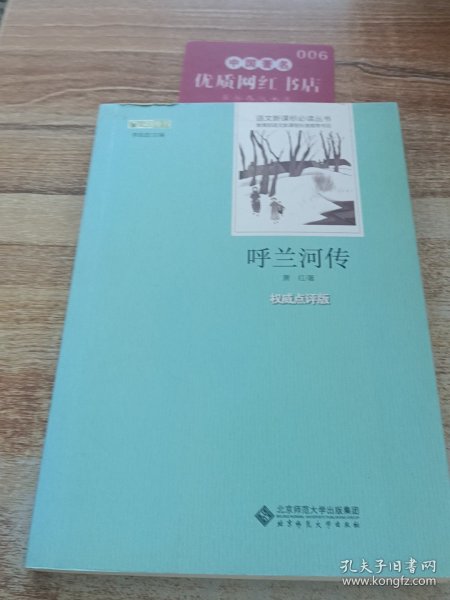 006
中国著名
优质网红书店
语文新课标必读丛书
呼兰河传
萧 红/著
权威点评版
北京师范大学出版集团
北京师范大学出版社
孔夫子旧书网
www.kongfz.com